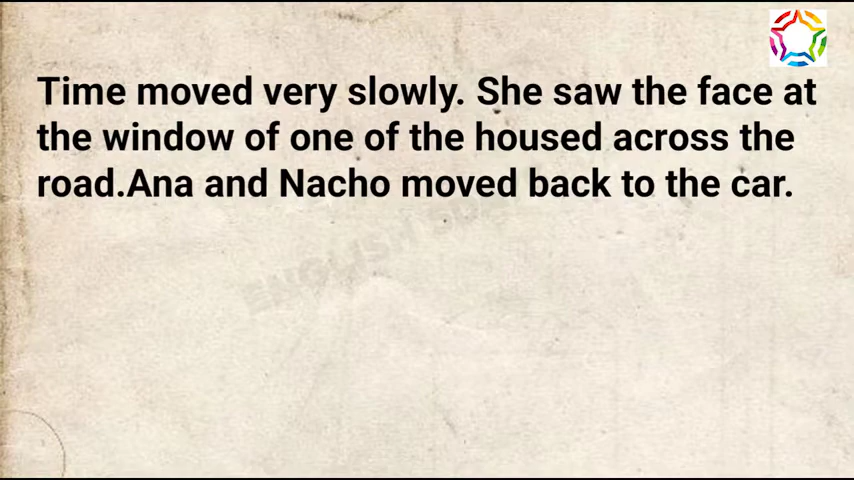 Time moved very slowly. She saw the face at
the window of one of the housed across the
road.Ana and Nacho moved back to the car.
ENGLISH